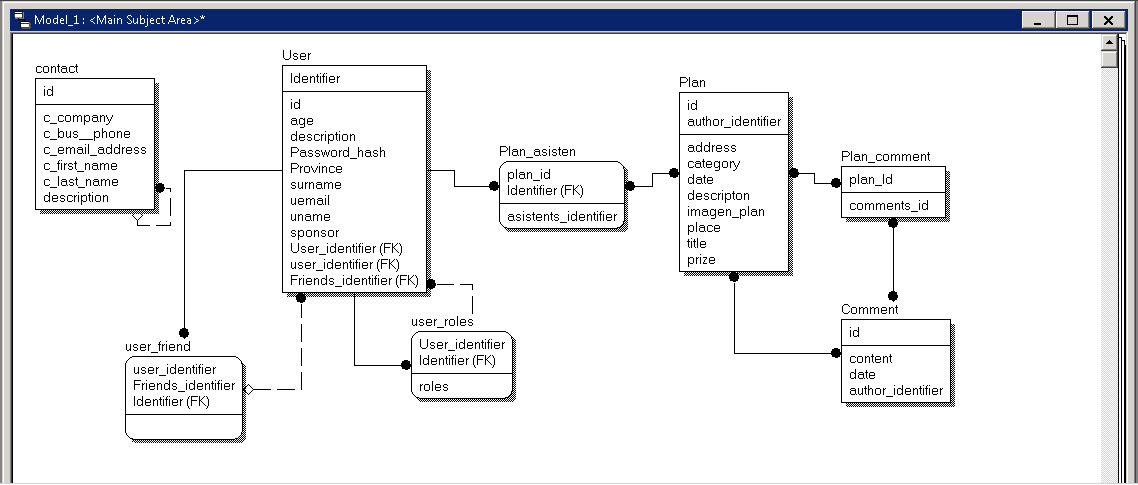 Model_1 : <Main Subject Area>*
contact
id
c_company
c_bus__phone
c_email_address
c_first_name
c_last_name
description
User
Identifier
id
age
description
Password_hash
Province
surname
uemail
uname
sponsor
User_identifier (FK)
user_identifier (FK)
Friends_identifier (FK)
Plan_asisten
plan_id
Identifier (FK)
asistents_identifier
Plan
id
author_identifier
address
category
date
descripton
imagen_plan
place
title
prize
Plan_comment
plan_Id
comments_id
Comment
id
content
date
author_identifier
user_roles
User_identifier
Identifier (FK)
roles
user_friend
user_identifier
Friends_identifier
Identifier (FK)